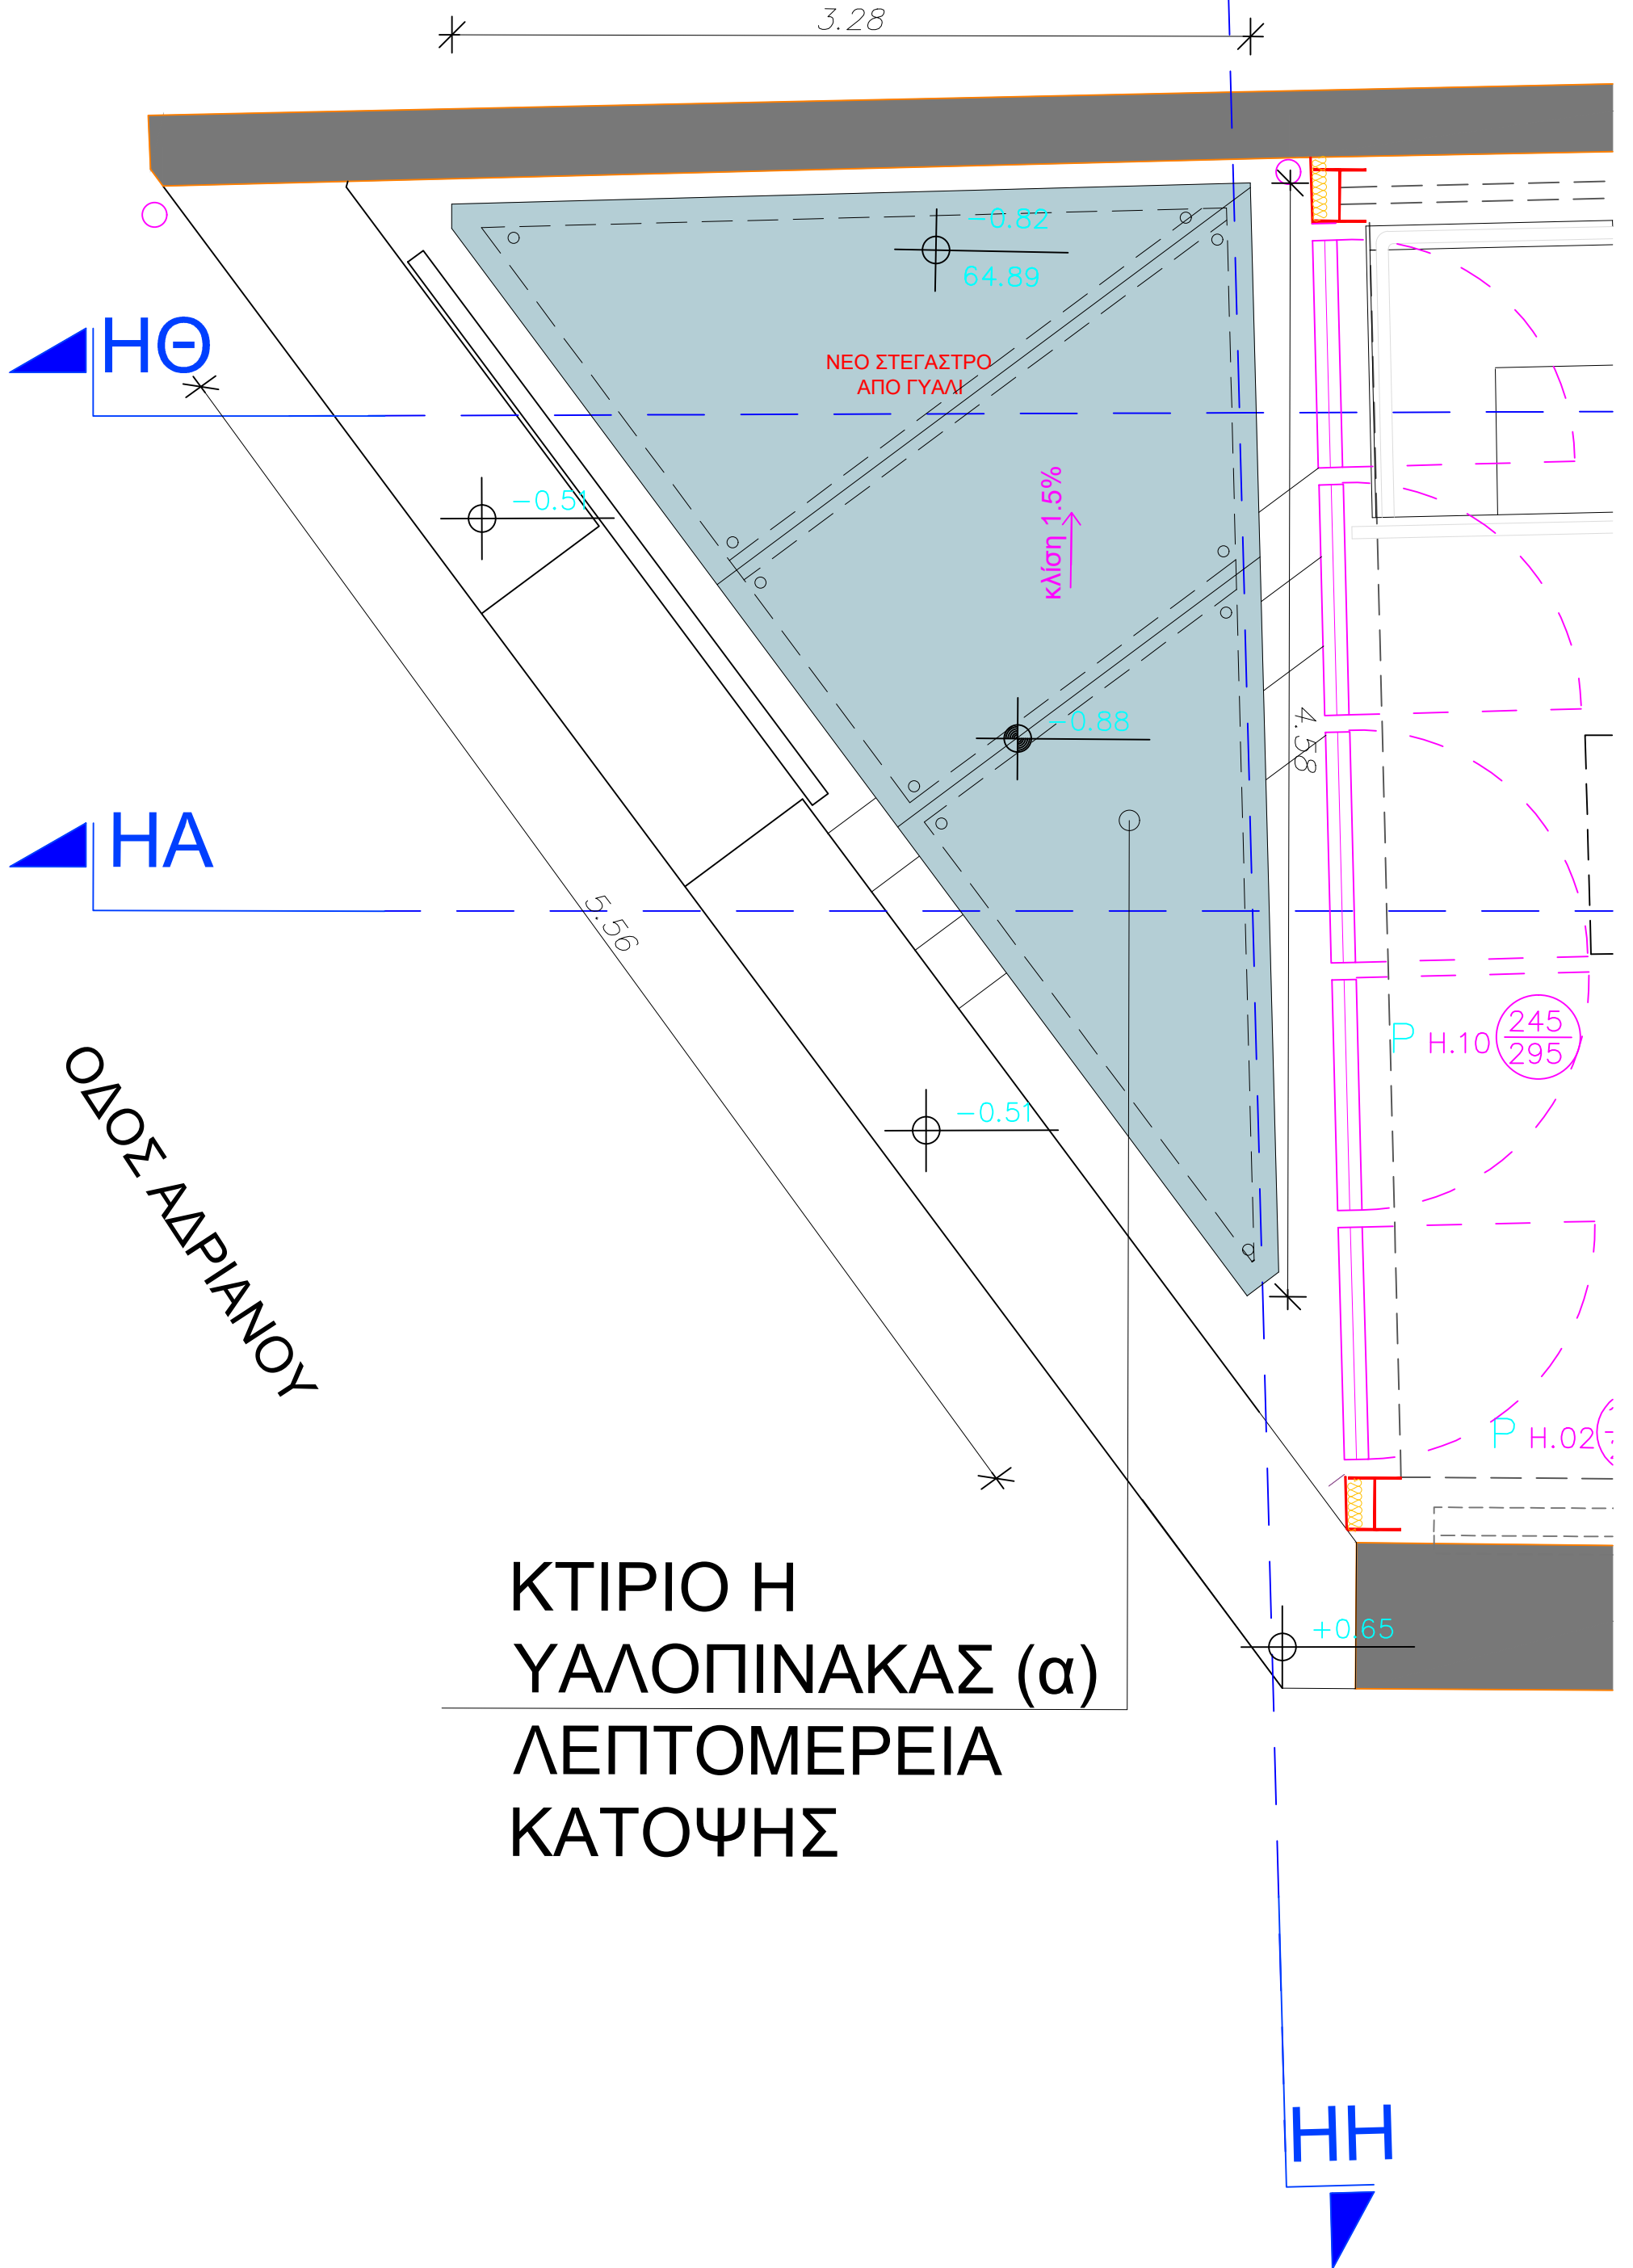 3.28
−0.82
64.89
ΗΘ
ΝΕΟ ΣΤΕΓΑΣΤΡΟ
ΑΠΟ ΓΥΑΛΙ
−0.51
κλίση 1.5%
−0.88
4.58
ΗΑ
5.56
P H.10
245
295
−0.51
ΟΔΟΣ ΑΔΡΙΑΝΟΥ
P H.02
ΚΤΙΡΙΟ Η
ΥΑΛΟΠΙΝΑΚΑΣ (α)
ΛΕΠΤΟΜΕΡΕΙΑ
ΚΑΤΟΨΗΣ
+0.65
ΗΗ